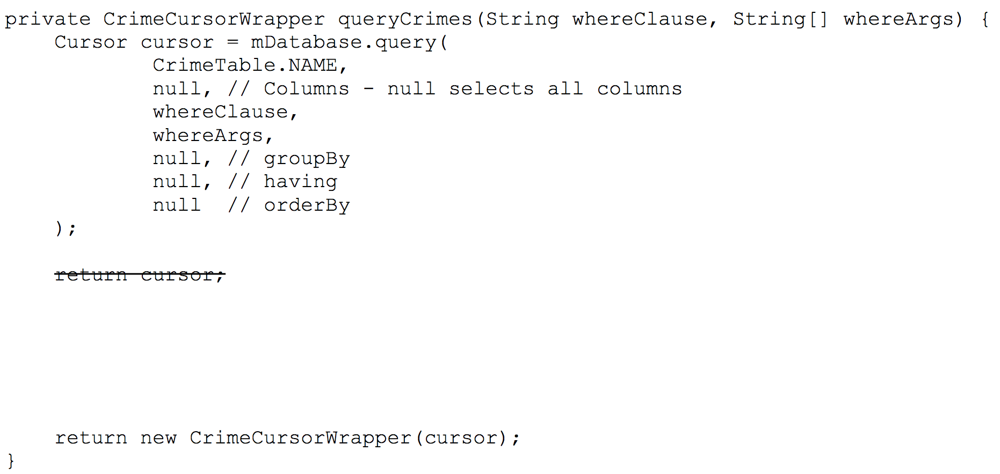 private CrimeCursorWrapper queryCrimes(String whereClause, String[] whereArgs) {
Cursor cursor = mDatabase.query(
CrimeTable.NAME,
null, // Columns - null selects all columns
whereClause,
whereArgs,
null, // groupBy
null, // having
null  // orderBy
);
return cursor;
return new CrimeCursorWrapper(cursor);
}